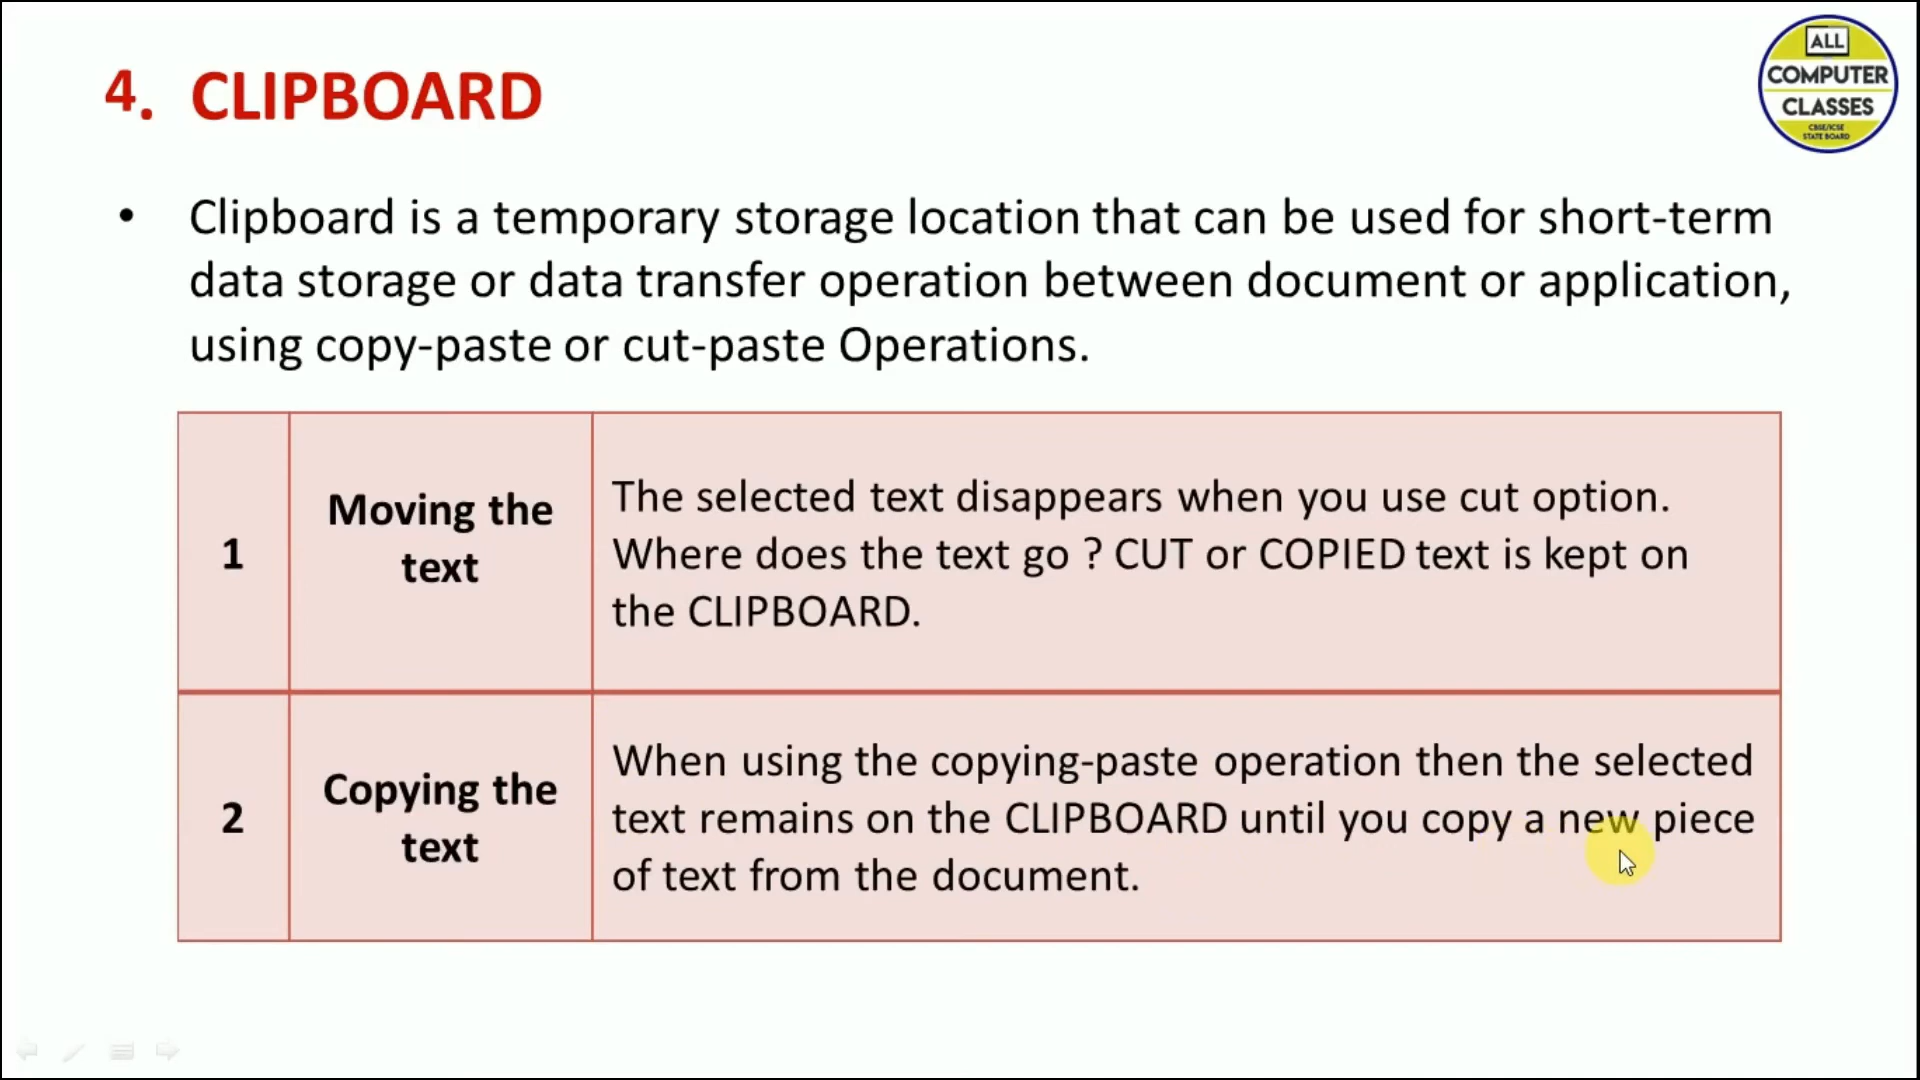 ALL
COMPUTER
CLASSES
CBSE/ICSE
STATE BOARD
4. CLIPBOARD
• Clipboard is a temporary storage location that can be used for short-term
data storage or data transfer operation between document or application,
using copy-paste or cut-paste Operations.
1
Moving the
text
The selected text disappears when you use cut option.
Where does the text go ? CUT or COPIED text is kept on
the CLIPBOARD.
2
Copying the
text
When using the copying-paste operation then the selected
text remains on the CLIPBOARD until you copy a new piece
of text from the document.